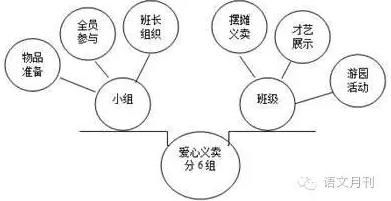 物品
准备
全员
参与
班长
组织
小组
摆摊
义卖
才艺
展示
游园
活动
班级
爱心义卖
分6组
语文月刊